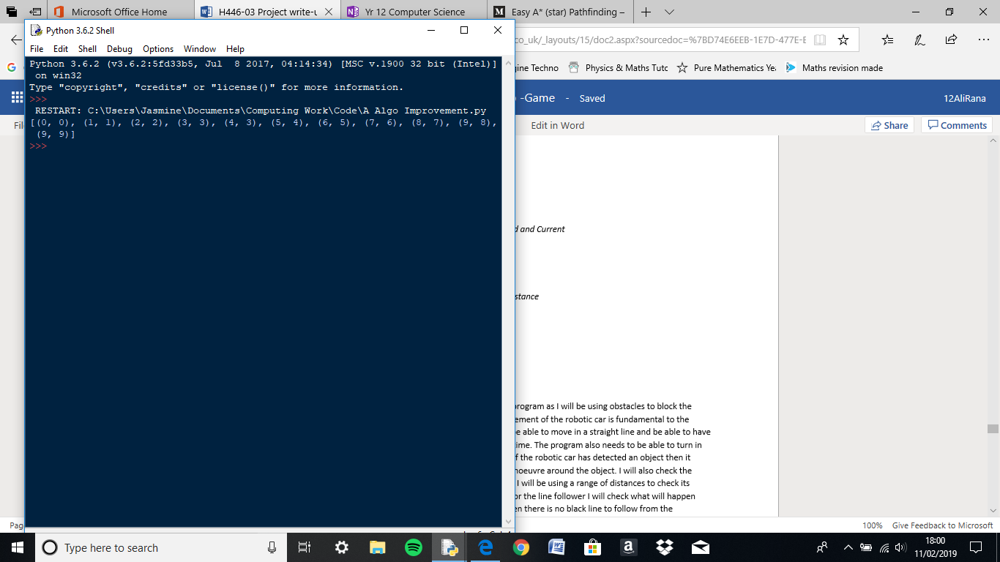 Microsoft Office Home
H446-03 Project write-u
Yr 12 Computer Science
M Easy A* (star) Pathfinding –
Python 3.6.2 Shell
co_uk/_layouts/15/doc2.aspx?sourcedoc=%7BD74E6EEB-1E7D-477E-E
File Edit Shell Debug Options Window Help
G
gine Techno
Physics & Maths Tutc
Pure Mathematics Ye
Maths revision made
Python 3.6.2 (v3.6.2:5fd33b5, Jul 8 2017, 04:14:34) [MSC v.1900 32 bit (Intel)]
on win32
Type "copyright", "credits" or "license()" for more information.
>>>
RESTART: C:\Users\Jasmine\Documents\Computing Work\Code\A Algo Improvement.py
[(0, 0), (1, 1), (2, 2), (3, 3), (4, 3), (5, 4), (6, 5), (7, 6), (8, 7), (9, 8),
(9, 9)]
>>>
-Game - Saved
12AliRana
Fil
Edit in Word
Share
Comments
d and Current
stance
program as I will be using obstacles to block the
ement of the robotic car is fundamental to the
be able to move in a straight line and be able to have
time. The program also needs to be able to turn in
f the robotic car has detected an object then it
noeuvre around the object. I will also check the
I will be using a range of distances to check its
or the line follower I will check what will happen
en there is no black line to follow from the
Pag
100% Give Feedback to Microsoft
Type here to search
18:00
11/02/2019